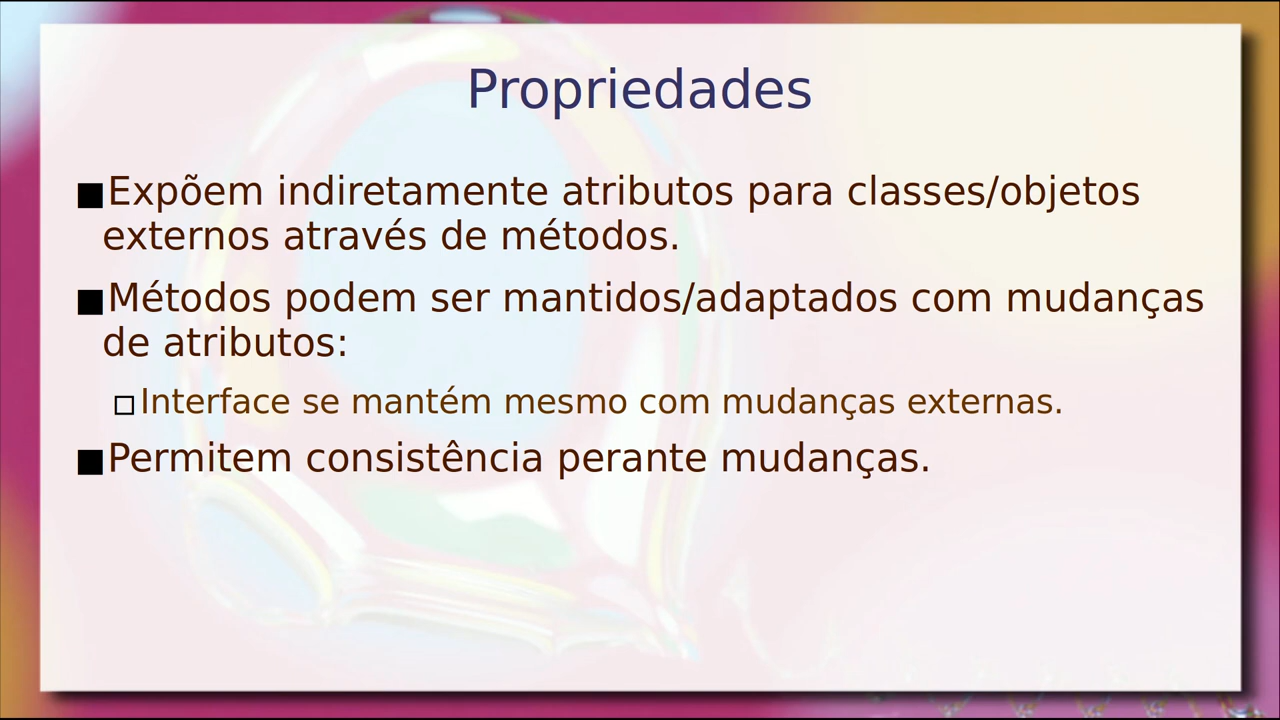 Propriedades
■Expõem indiretamente atributos para classes/objetos
externos através de métodos.
■Métodos podem ser mantidos/adaptados com mudanças
de atributos:
□Interface se mantém mesmo com mudanças externas.
■Permitem consistência perante mudanças.